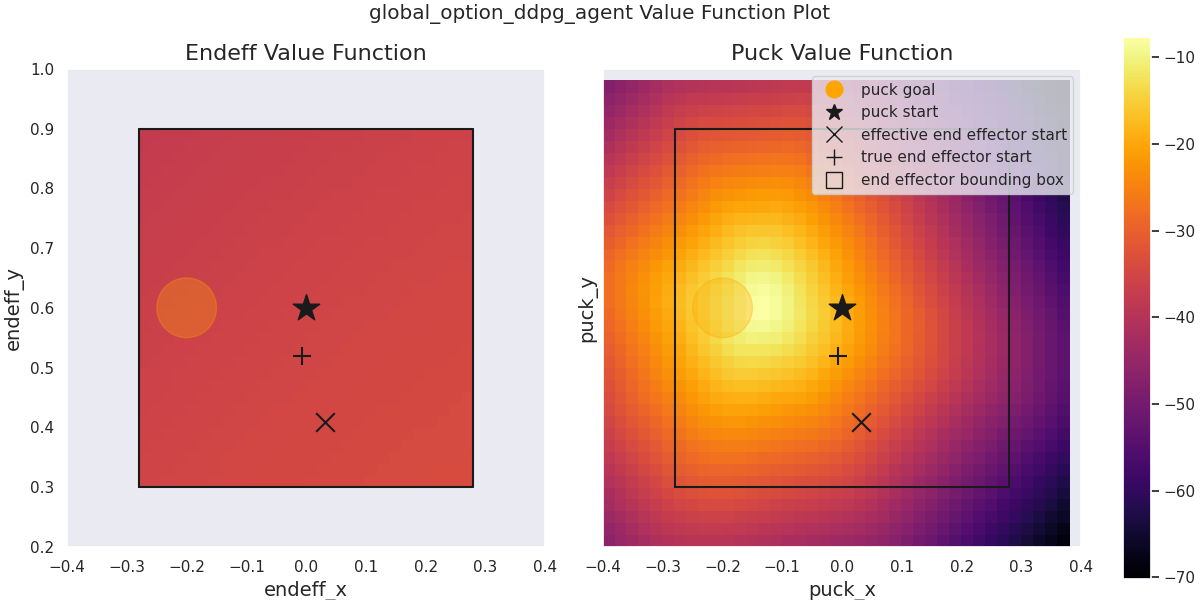 global_option_ddpg_agent Value Function Plot
Endeff Value Function
1.0
0.9
0.8
0.7
0.6
0.5
0.4
0.3
0.2
endeff_y
−0.4 −0.3 −0.2 −0.1 0.0 0.1 0.2 0.3 0.4
endeff_x
Puck Value Function
puck goal
puck start
effective end effector start
true end effector start
end effector bounding box
puck_y
−0.4 −0.3 −0.2 −0.1 0.0 0.1 0.2 0.3 0.4
puck_x
−10
−20
−30
−40
−50
−60
−70